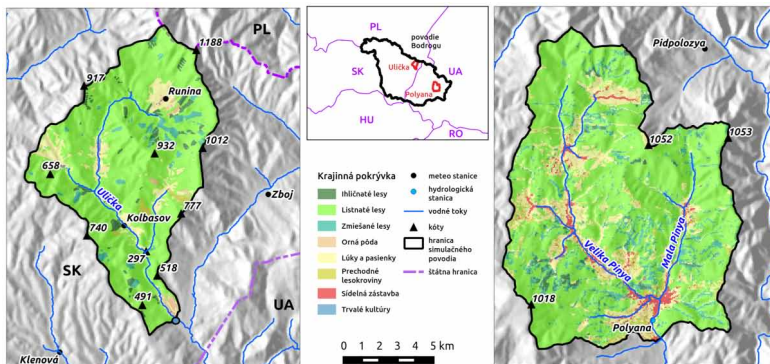 PL
1188
917
Runina
1012
932
658
Ulička
Kolbasov
777
Zboj
740
297
518
SK
491
UA
Klenová
PL
povodie
Bodrogu
SK
Ulička
UA
Polyana
HU
RO
Krajinná pokrývka
Ihličnaté lesy
Listnaté lesy
Zmiešané lesy
Orná pôda
Lúky a pasienky
Prechodné
lesokroviny
Sídelná zástavba
Trvalé kultúry
meteo stanice
hydrologická
stanica
vodné toky
kóty
hranica
simulačného
povodia
štátna hranica
0 1 2 3 4 5 km
Pidpolozya
1052
1053
Velika Pinya
Mala Pinya
1018
Polyana